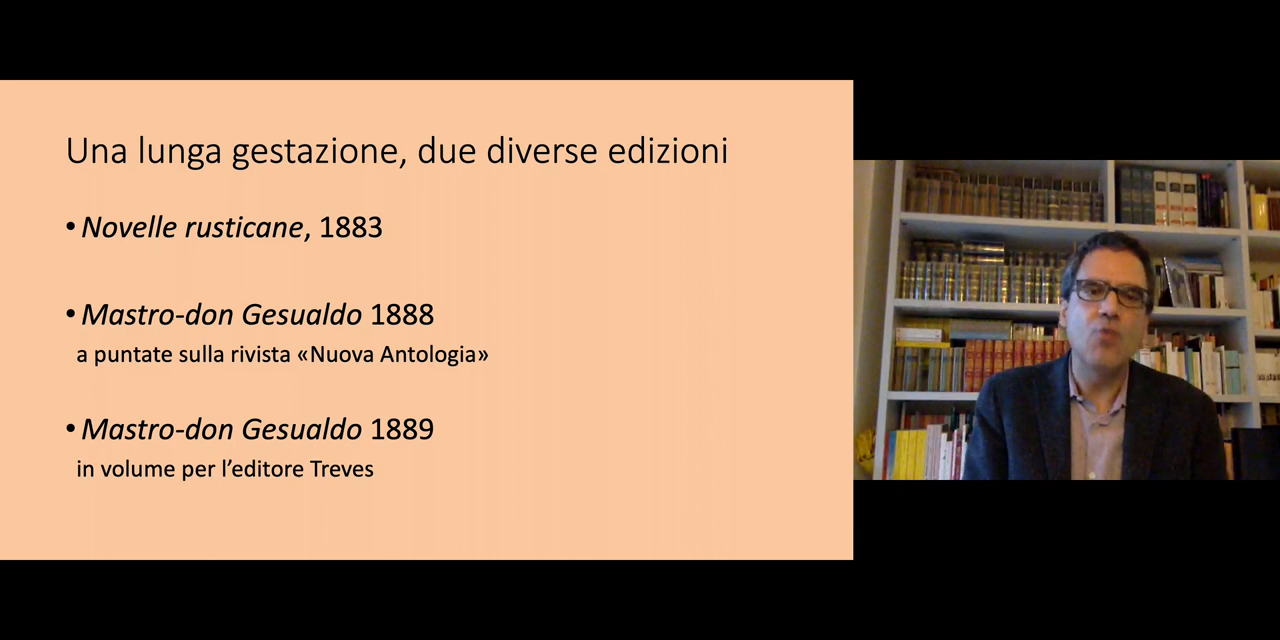 Una lunga gestazione, due diverse edizioni
• Novelle rusticane, 1883
• Mastro-don Gesualdo 1888
a puntate sulla rivista «Nuova Antologia»
• Mastro-don Gesualdo 1889
in volume per l’editore Treves